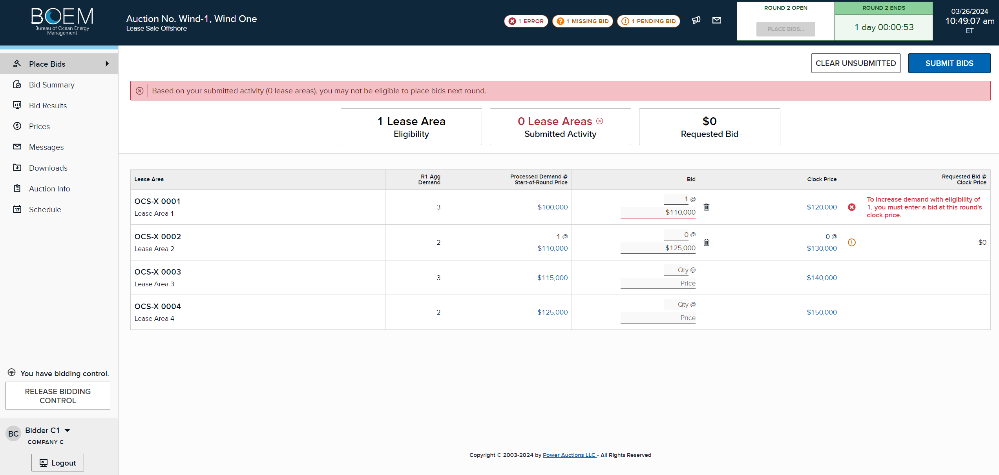 BOEM
Bureau of Ocean Energy
Management
Auction No. Wind-1, Wind One
Lease Sale Offshore
1 ERROR
1 MISSING BID
1 PENDING BID
ROUND 2 OPEN
PLACE BIDS...
ROUND 2 ENDS
1 day 00:00:53
03/26/2024
10:49:07 am
ET
Place Bids
Bid Summary
Bid Results
Prices
Messages
Downloads
Auction Info
17 Schedule
You have bidding control.
RELEASE BIDDING
CONTROL
BC
Bidder C1
COMPANY C
Logout
CLEAR UNSUBMITTED
SUBMIT BIDS
Based on your submitted activity (0 lease areas), you may not be eligible to place bids next round.
1 Lease Area
Eligibility
0 Lease Areas
Submitted Activity
$0
Requested Bid
Lease Area
R1 Agg
Demand
Processed Demand @
Start-of-Round Price
Bid
Clock Price
Requested Bid @
Clock Price
OCS-X 0001
Lease Area 1
3
$100,000
1 @
$110,000
$120,000
To increase demand with eligibility of
1, you must enter a bid at this round's
clock price.
OCS-X 0002
Lease Area 2
2
1 @
$110,000
0 @
$125,000
0 @
$130,000
$0
OCS-X 0003
Lease Area 3
3
$115,000
Qty @
Price
$140,000
OCS-X 0004
Lease Area 4
2
$125,000
Qty @
Price
$150,000
Copyright © 2003-2024 by Power Auctions LLC • All Rights Reserved